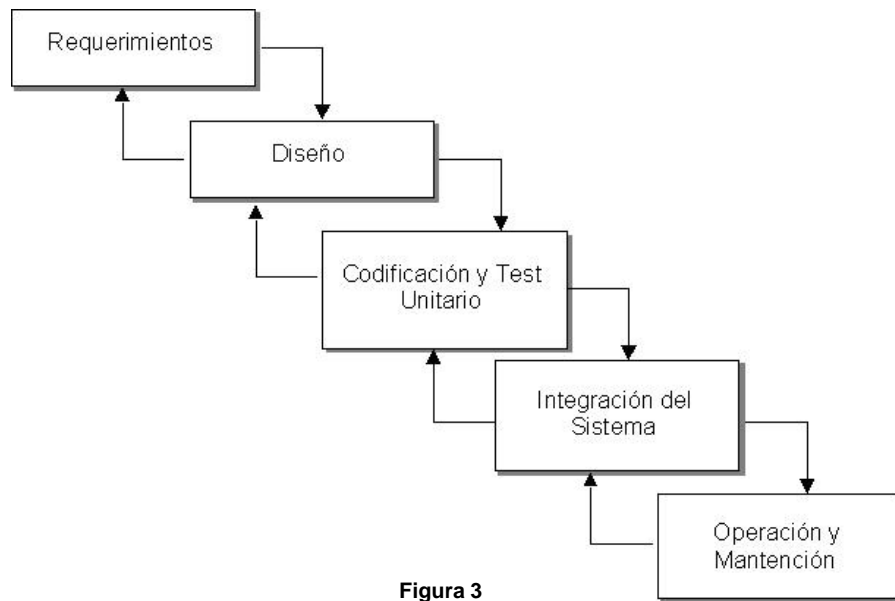 Requerimientos
Diseño
Codificación y Test
Unitario
Integración del
Sistema
Operación y
Mantención
Figura 3